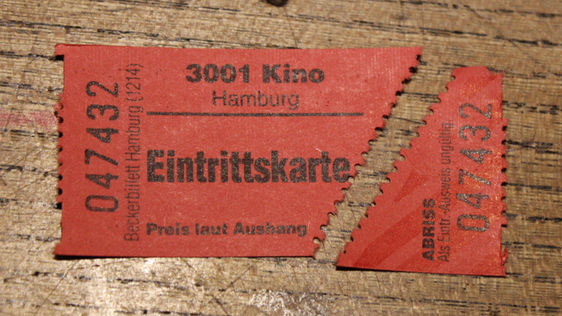 3001 Kino
Hamburg
Eintrittskarte
Preis laut Aushang
047432
Beckerbillett Hamburg (1214)
ABRISS
Als Eintr.-Ausweis ungültig
047432